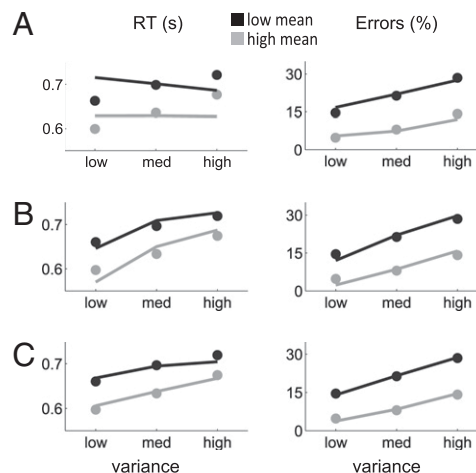 A
RT (s)
low mean
high mean
Errors (%)
0.7
0.6
low med high
30
15
0
low med high
B
0.7
0.6
low med high
30
15
0
low med high
C
0.7
0.6
low med high
variance
30
15
0
low med high
variance